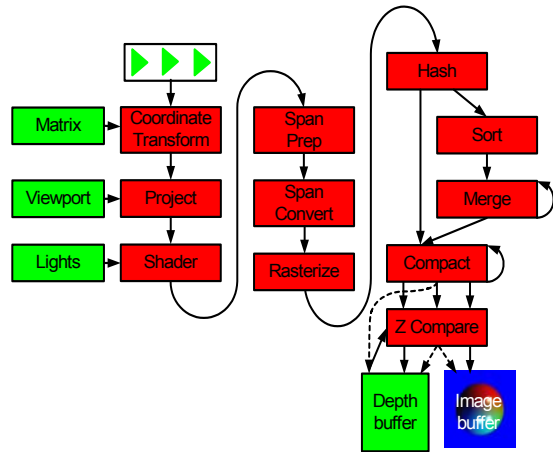 Matrix
Coordinate
Transform
Viewport
Project
Lights
Shader
Span
Prep
Span
Convert
Rasterize
Hash
Sort
Merge
Compact
Z Compare
Depth
buffer
Image
buffer